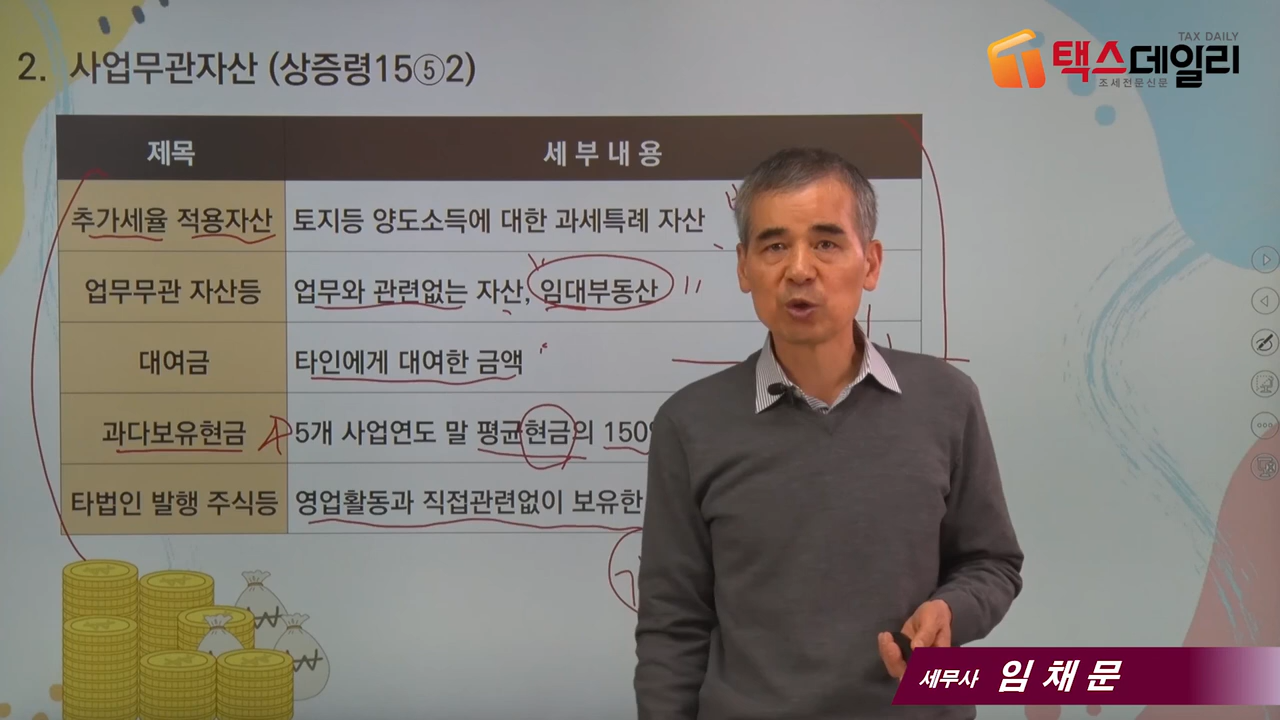 TAX DAILY
택스데일리
조세전문신문
2. 사업무관자산 (상증령15⑤2)
제목 세 부 내 용
추가세율 적용자산 토지등 양도소득에 대한 과세특례 자산
업무무관 자산등 업무와 관련없는 자산, 임대부동산
대여금 타인에게 대여한 금액
과다보유현금 5개 사업연도 말 평균현금의 150
타법인 발행 주식등 영업활동과 직접관련없이 보유한
세무사 임 채 문